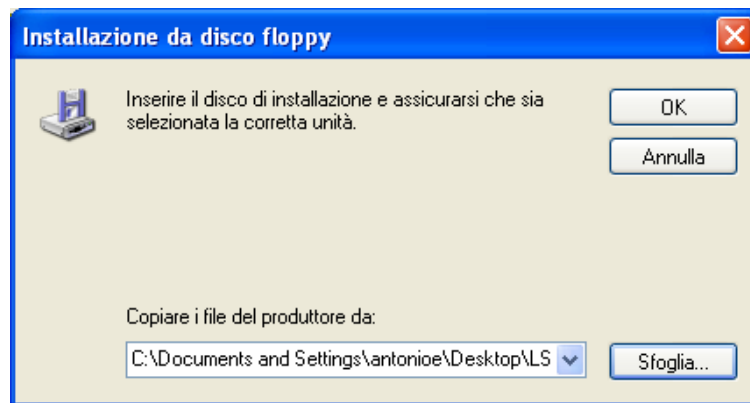 Installazione da disco floppy
Inserire il disco di installazione e assicurarsi che sia
selezionata la corretta unità.
OK
Annulla
Copiare i file del produttore da:
C:\Documents and Settings\antonioe\Desktop\LS
Sfoglia...